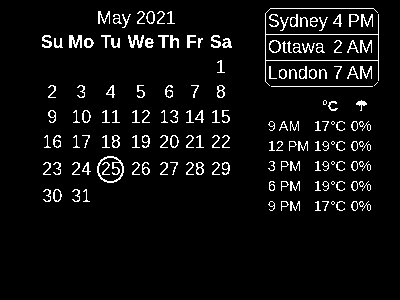 May 2021
Su Mo Tu We Th Fr Sa
1
2 3 4 5 6 7 8
9 10 11 12 13 14 15
16 17 18 19 20 21 22
23 24 25 26 27 28 29
30 31
Sydney 4 PM
Ottawa 2 AM
London 7 AM
°C ☂
9 AM 17°C 0%
12 PM 19°C 0%
3 PM 19°C 0%
6 PM 19°C 0%
9 PM 17°C 0%